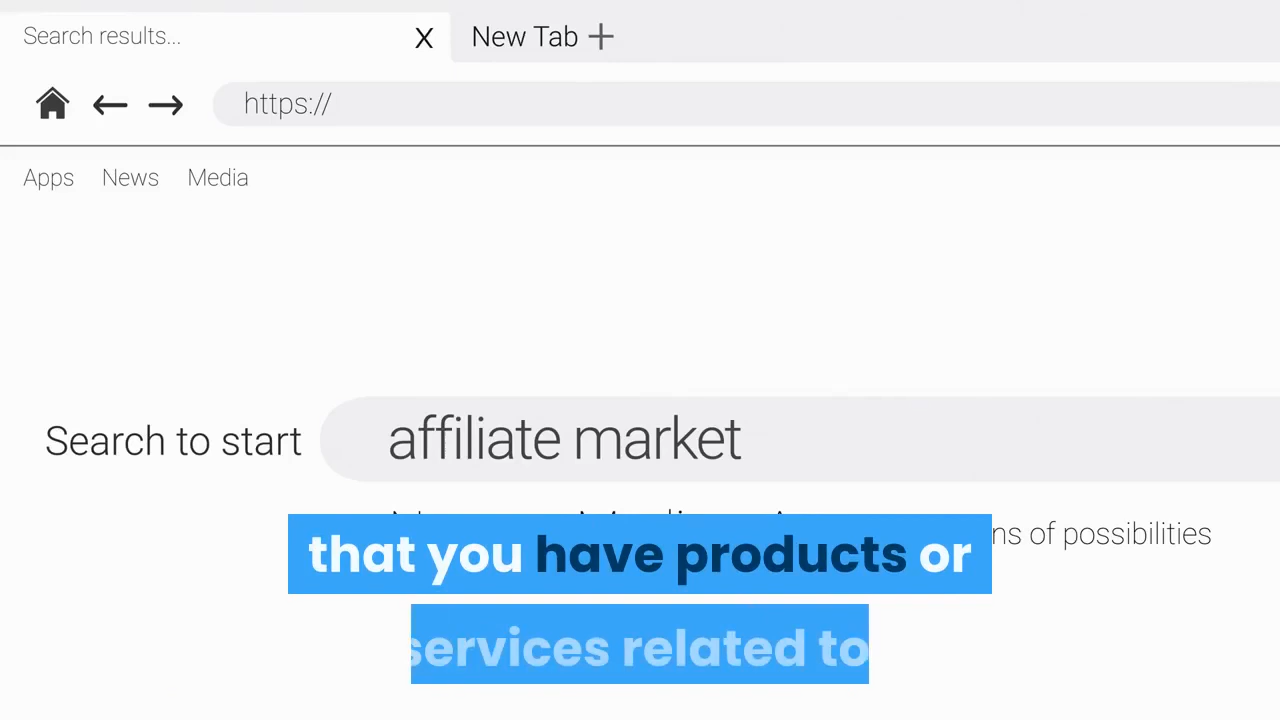 Search results...
X
New Tab +
https://
Apps News Media
Search to start
affiliate market
of possibilities
that you have products or
services related to